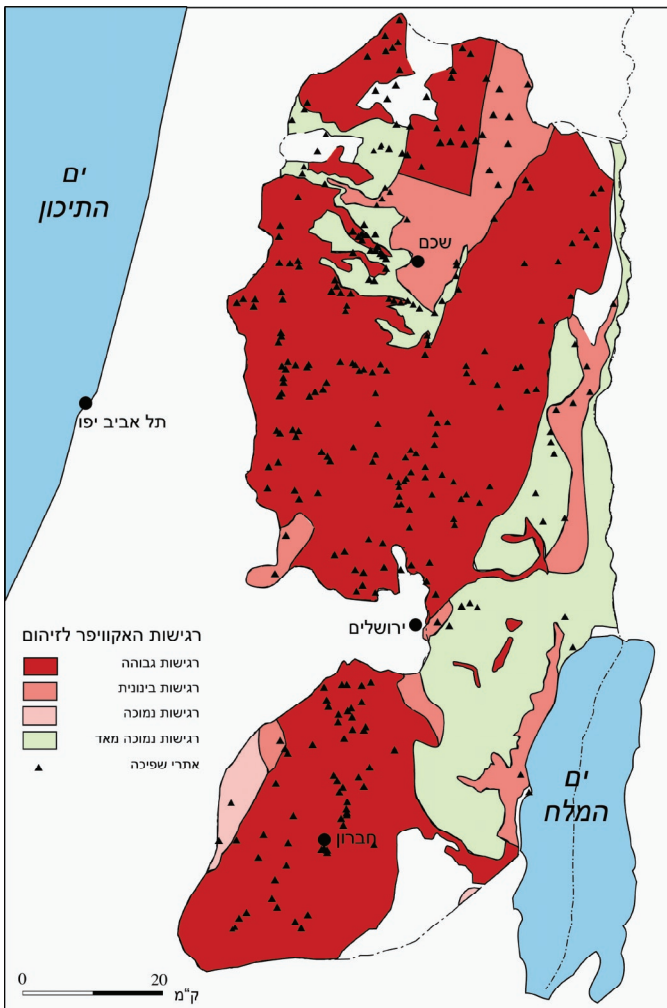 ים
התיכון
שכם
תל אביב יפו
ירושלים
רגישות האקוויפר לזיהום
רגישות גבוהה
רגישות בינונית
רגישות נמוכה
רגישות נמוכה מאד
אתרי שפיכה
ים
המלח
חברון
0 20
ק"מ